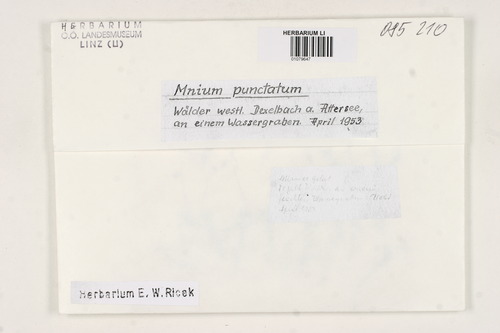 HERBARIUM
O.O. LANDESMUSEUM
LINZ (LI)
HERBARIUM LI
01079647
095 210
Mnium punctatum
Wälder westl. Dexelbach a. Attersee,
an einem Wassergraben. April 1953
Herbarium E. W. Ricek